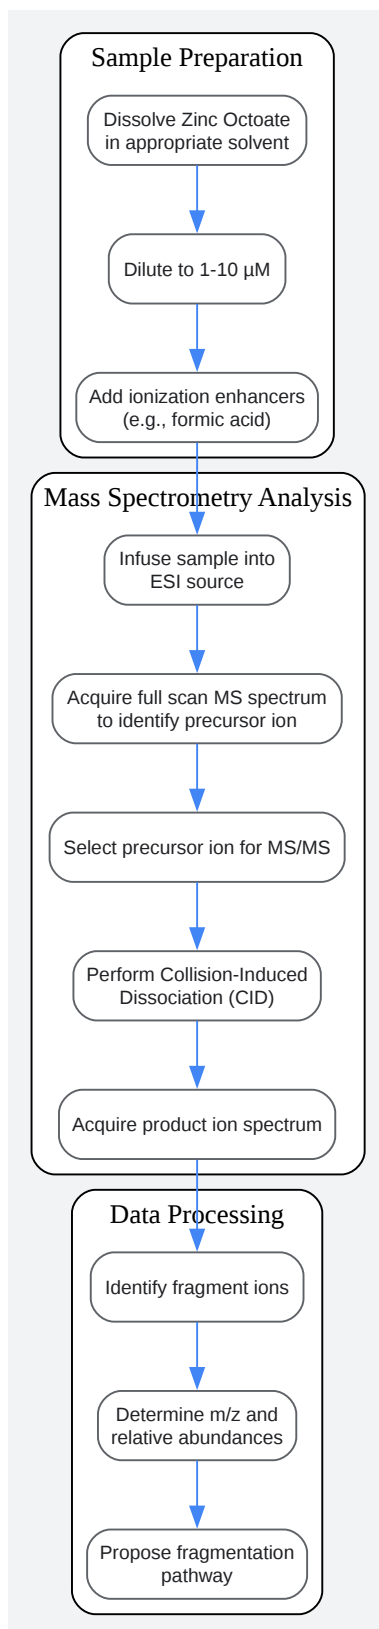 Sample Preparation
Dissolve Zinc Octoate
in appropriate solvent
Dilute to 1-10 µM
Add ionization enhancers
(e.g., formic acid)
Mass Spectrometry Analysis
Infuse sample into
ESI source
Acquire full scan MS spectrum
to identify precursor ion
Select precursor ion for MS/MS
Perform Collision-Induced
Dissociation (CID)
Acquire product ion spectrum
Data Processing
Identify fragment ions
Determine m/z and
relative abundances
Propose fragmentation
pathway